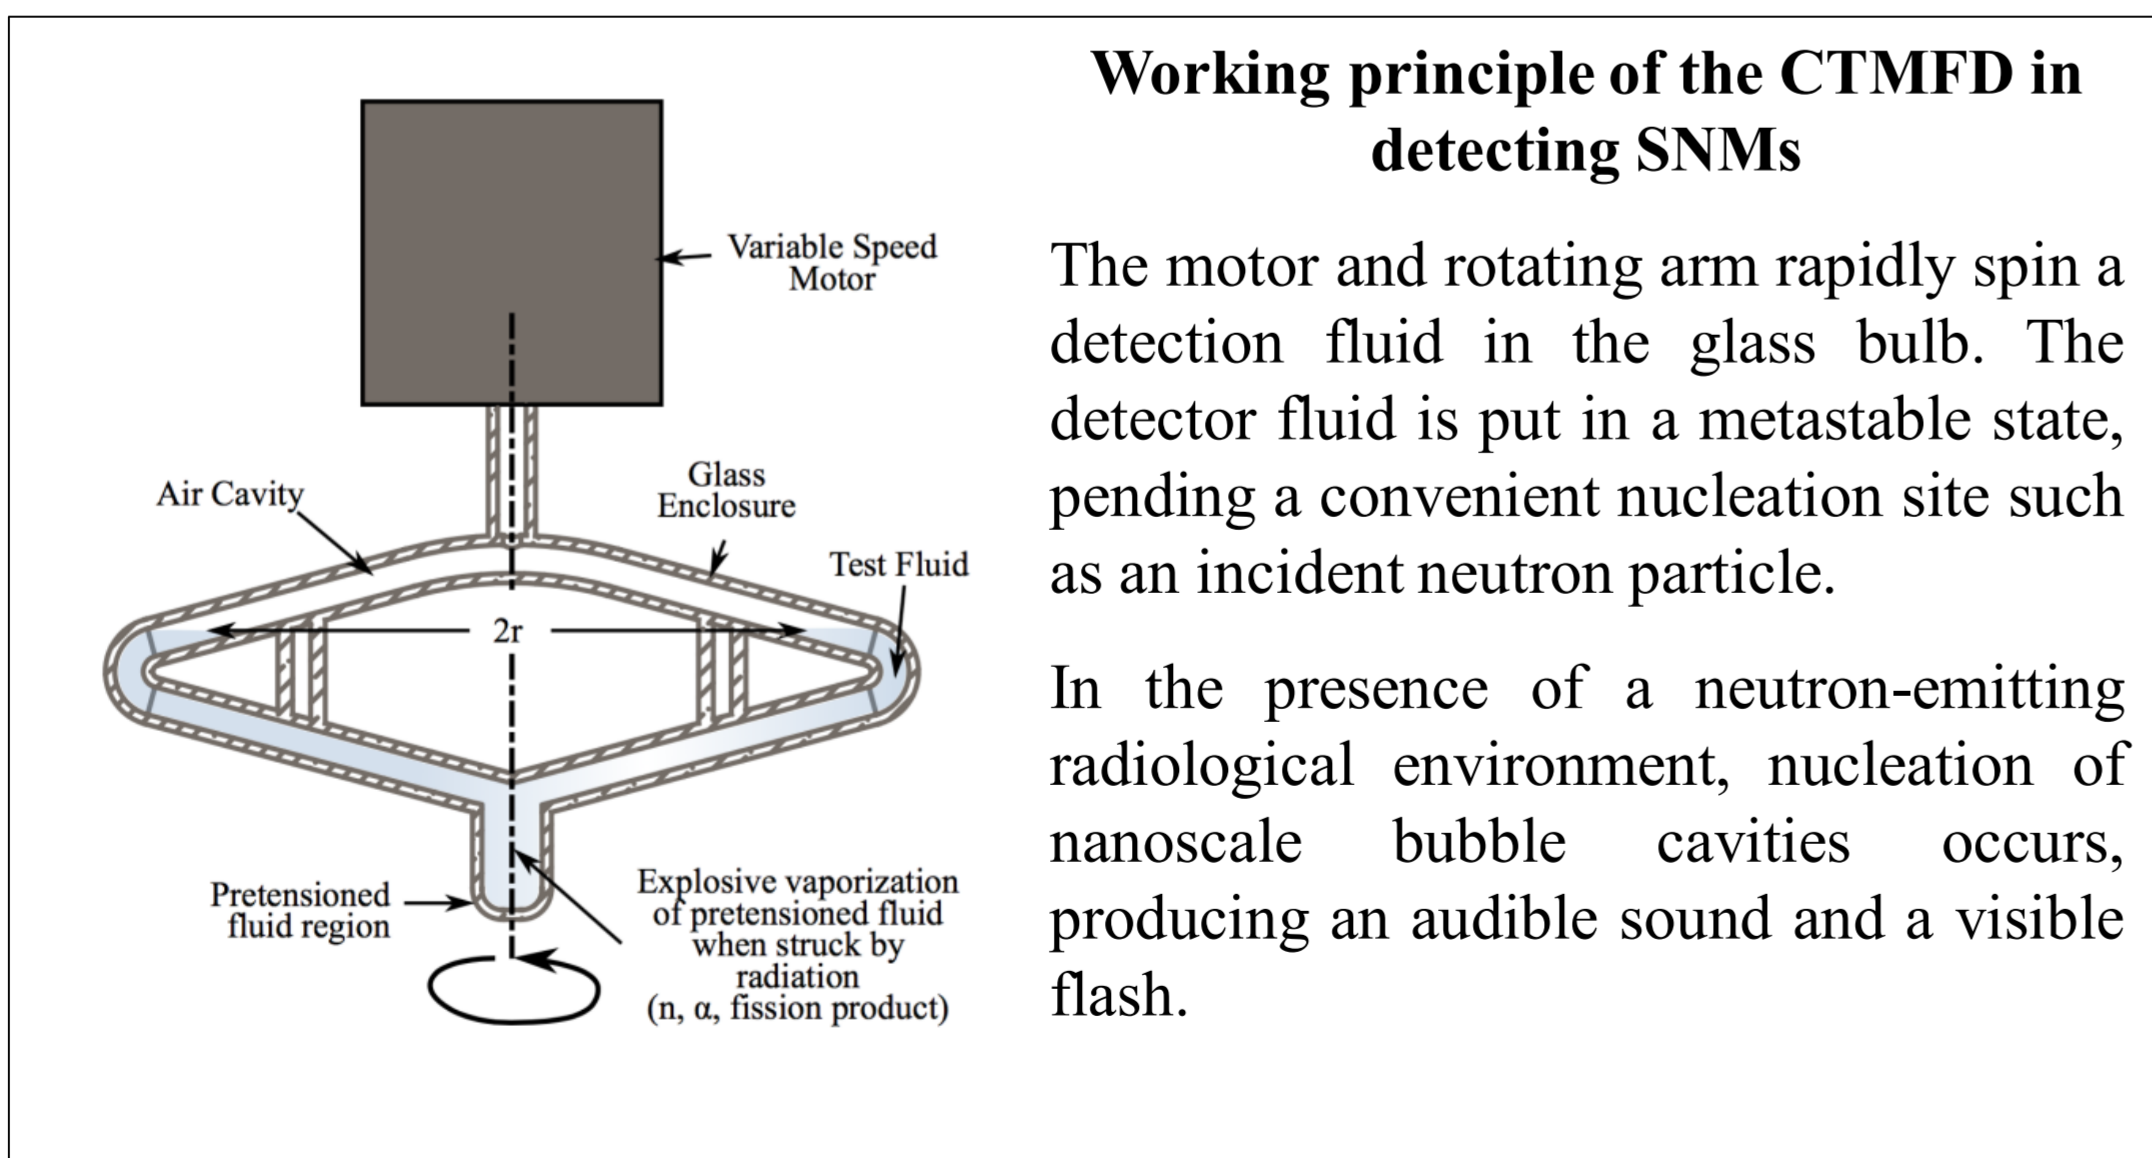 Working principle of the CTMFD in
detecting SNMs
Variable Speed
Motor
Air Cavity
Glass
Enclosure
Test Fluid
2r
Pretensioned
fluid region
Explosive vaporization
of pretensioned fluid
when struck by
radiation
(n, α, fission product)
The motor and rotating arm rapidly spin a
detection fluid in the glass bulb. The
detector fluid is put in a metastable state,
pending a convenient nucleation site such
as an incident neutron particle.
In the presence of a neutron-emitting
radiological environment, nucleation of
nanoscale bubble cavities occurs,
producing an audible sound and a visible
flash.